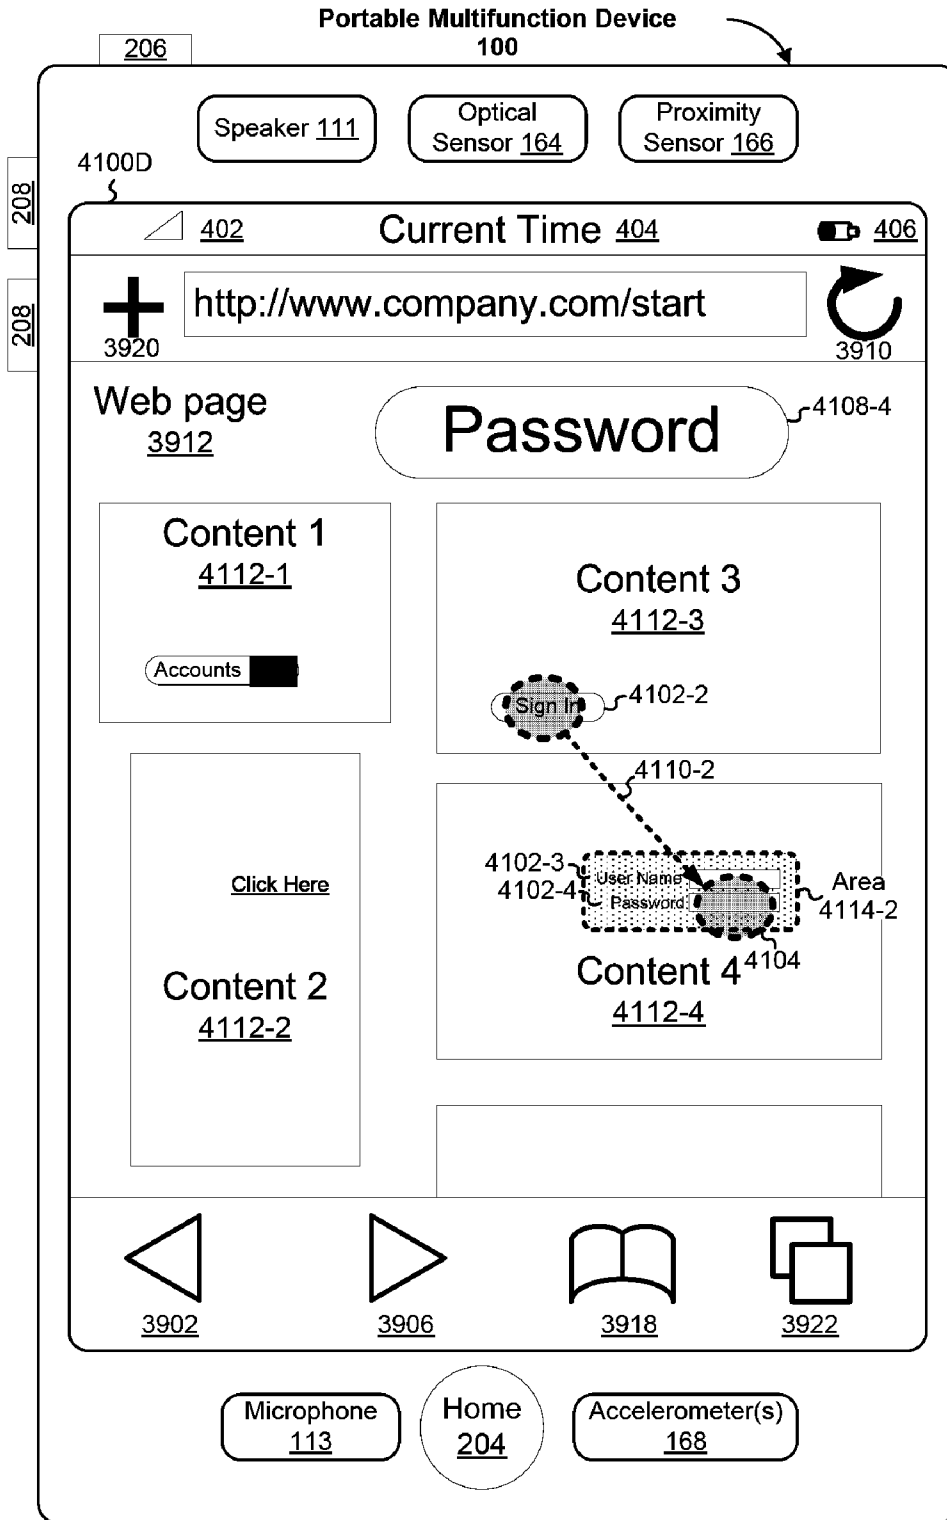 Portable Multifunction Device
100
206
Speaker 111
Optical
Sensor 164
Proximity
Sensor 166
4100D
208
208
402
Current Time 404
406
http://www.company.com/start
3920
3910
Web page
3912
Password
4108-4
Content 1
4112-1
Accounts
Content 3
4112-3
Sign In
4102-2
4110-2
Click Here
Content 2
4112-2
4102-3
4102-4
User Name
Password
Area
4114-2
4104
Content 4
4112-4
3902
3906
3918
3922
Microphone
113
Home
204
Accelerometer(s)
168